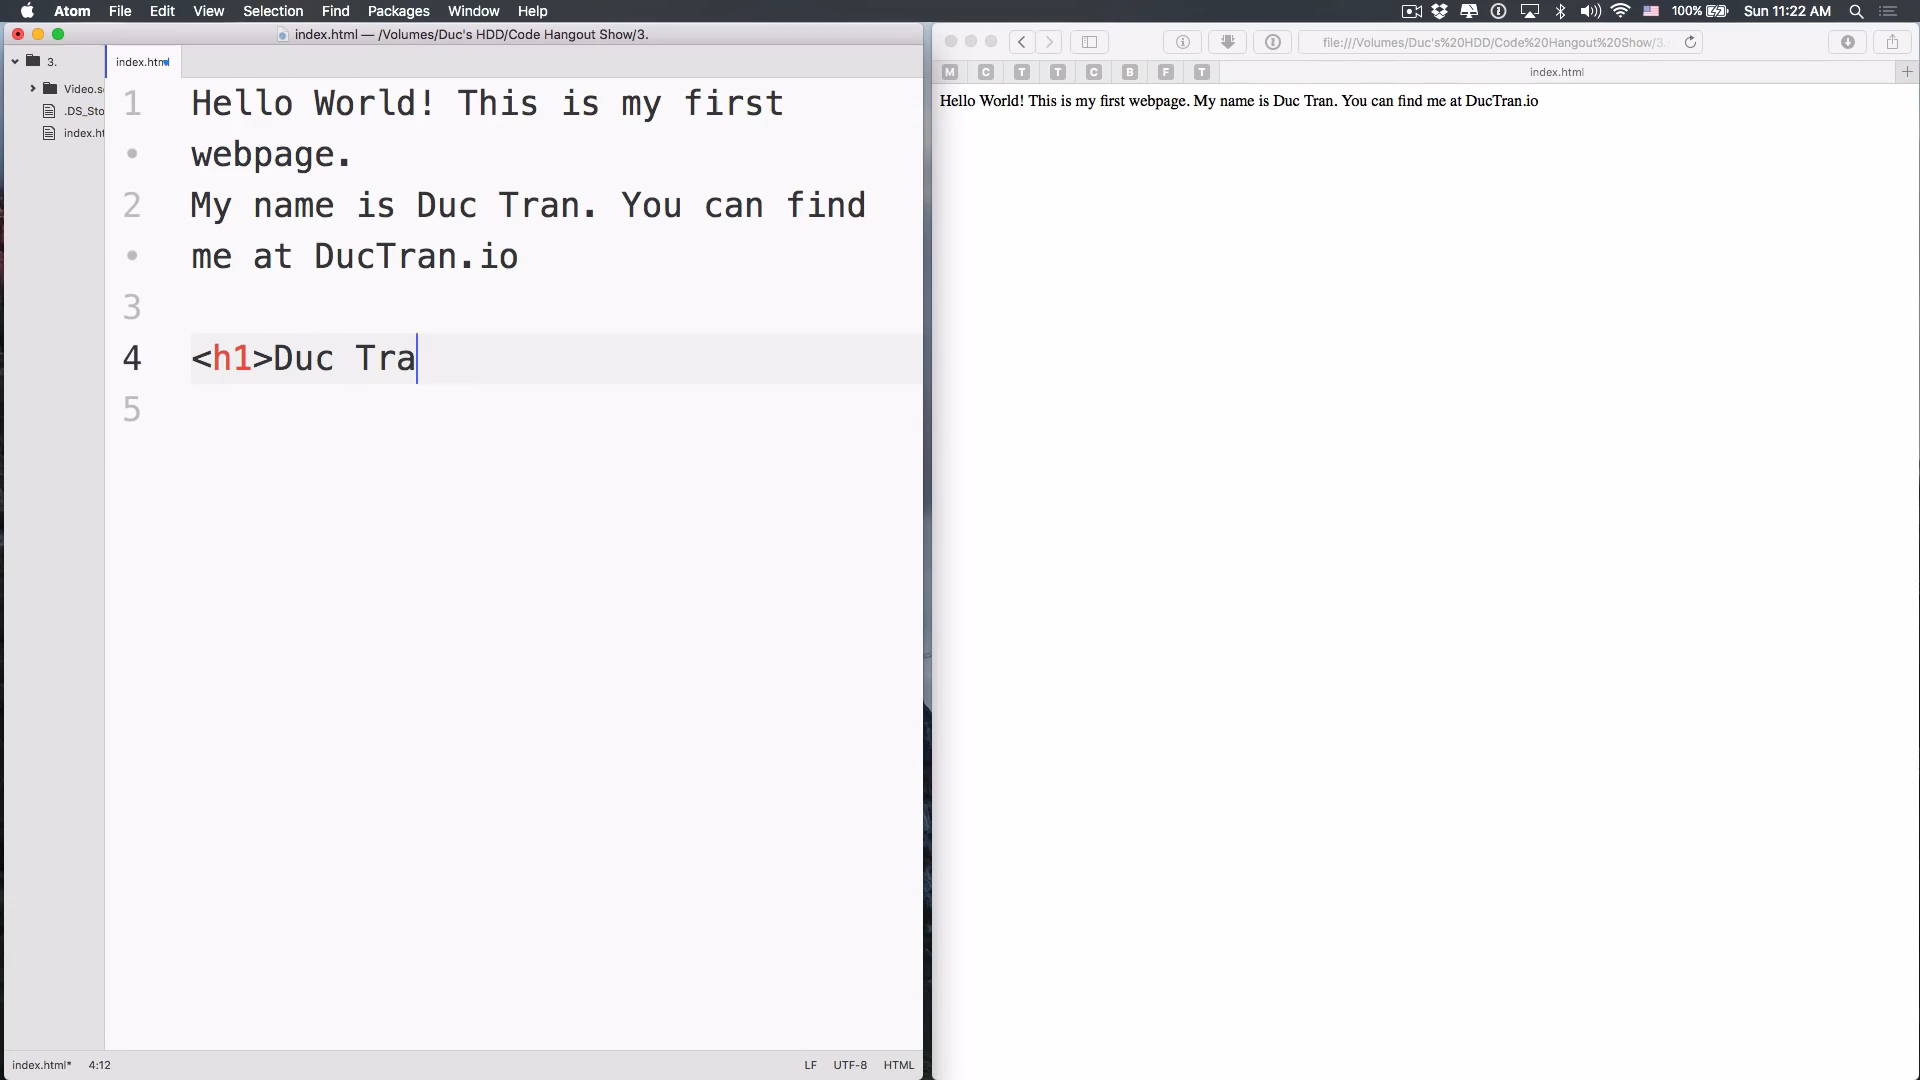 Atom File Edit View Selection Find Packages Window Help
100% Sun 11:22 AM
index.html — /Volumes/Duc's HDD/Code Hangout Show/3.
file:///Volumes/Duc's%20HDD/Code%20Hangout%20Show/3.
3.
index.html
M C T T C B F T
index.html
Video.s
.DS_Sto
index.ht
1 Hello World! This is my first
• webpage.
2 My name is Duc Tran. You can find
• me at DucTran.io
3
4 <h1>Duc Tra
5
Hello World! This is my first webpage. My name is Duc Tran. You can find me at DucTran.io
index.html* 4:12
LF UTF-8 HTML